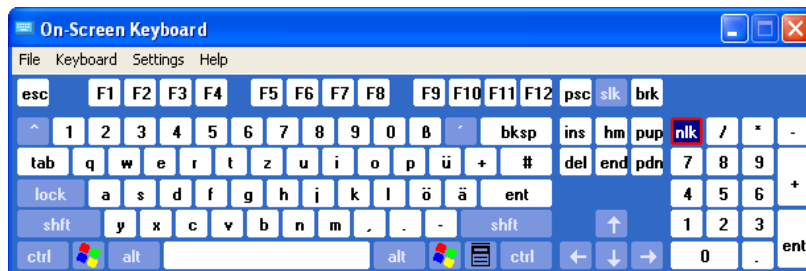 On-Screen Keyboard
File Keyboard Settings Help
esc F1 F2 F3 F4 F5 F6 F7 F8 F9 F10 F11 F12 psc slk brk
^ 1 2 3 4 5 6 7 8 9 0 ß ´ bksp ins hm pup nlk / * -
tab q w e r t z u i o p ü + # del end pdn 7 8 9
lock a s d f g h j k l ö ä ent 4 5 6 +
shft y x c v b n m , . - shft ↑ 1 2 3
ctrl alt alt ctrl ← ↓ → 0 . ent